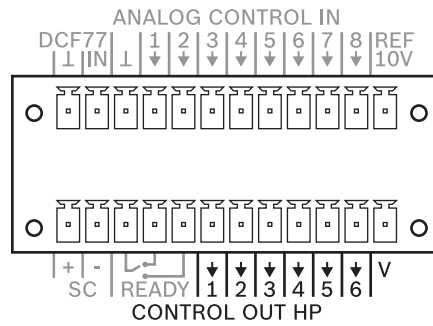 ANALOG CONTROL IN
DCF77 1 2 3 4 5 6 7 8 REF
⊥ IN ⊥ 10V
+ - V
SC READY 1 2 3 4 5 6
CONTROL OUT HP